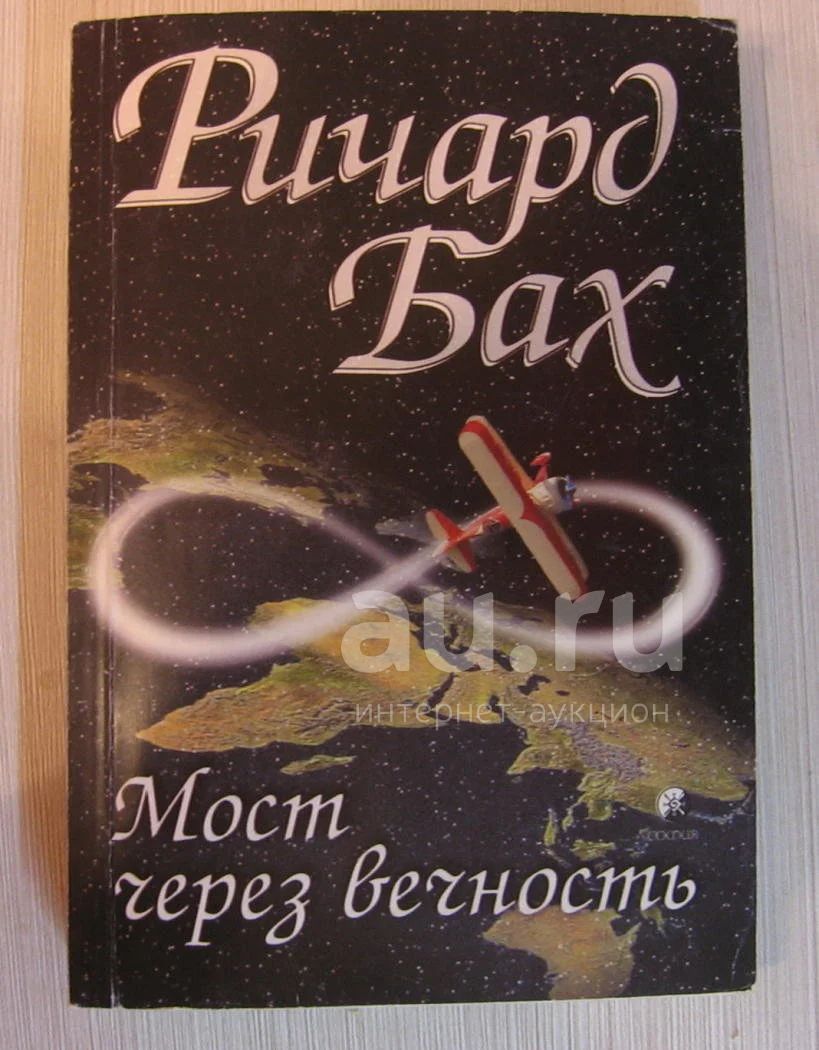 Ричард
Бах
au.ru
интернет-аукцион
Мост
через вечность